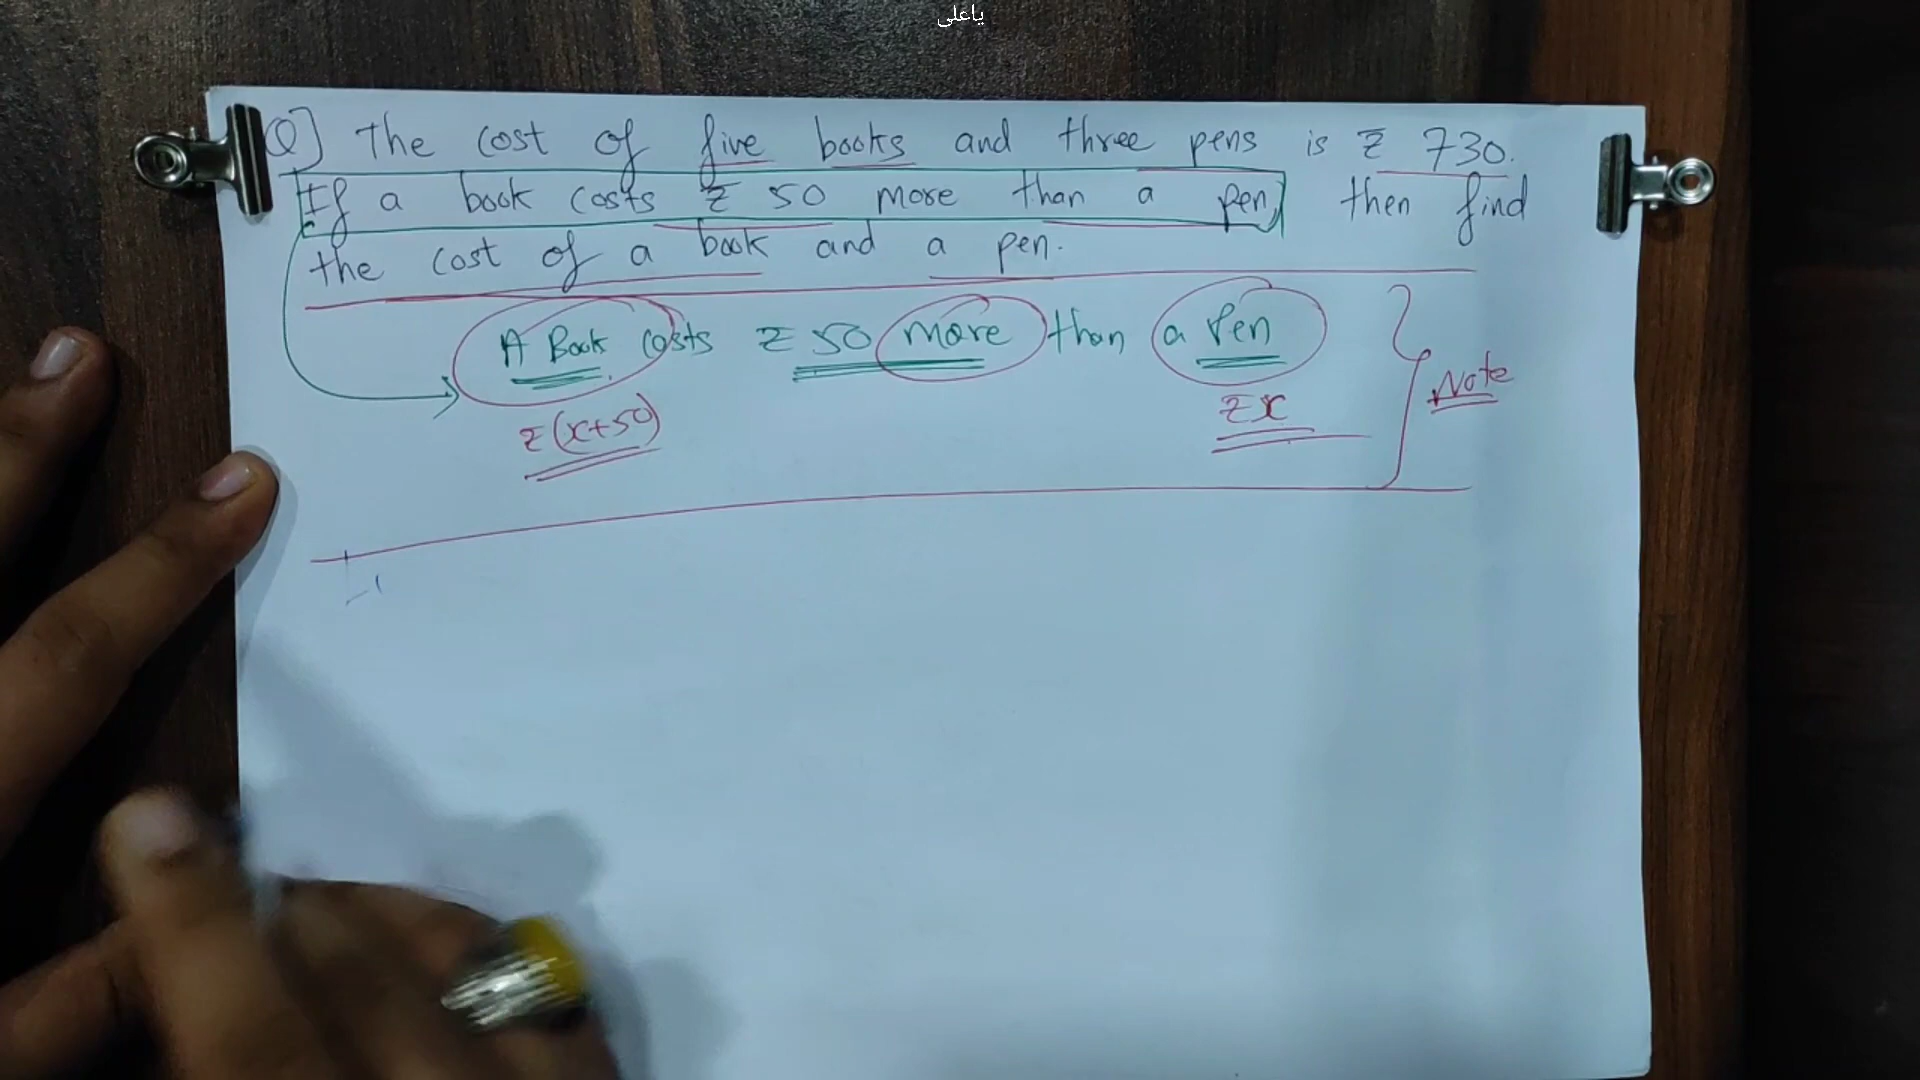 ياعلى
Q] The cost of five books and three pens is ₹ 730.
If a book costs ₹ 50 more than a pen, then find
the cost of a book and a pen.
A Book costs ₹ 50 more than a Pen
₹(x+50)
₹x
Note